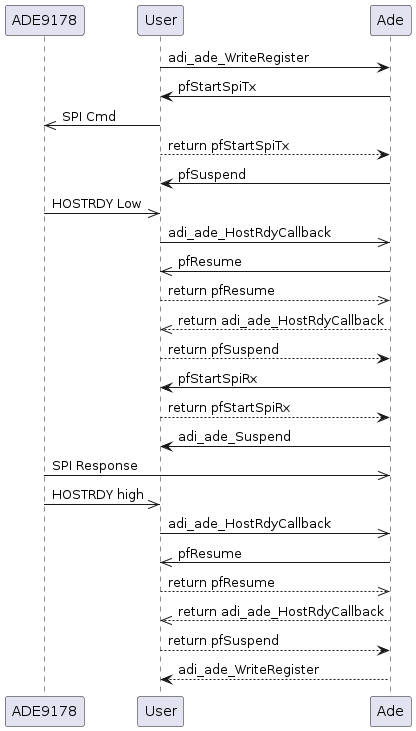 ADE9178 User Ade
adi_ade_WriteRegister
pfStartSpiTx
SPI Cmd
return pfStartSpiTx
pfSuspend
HOSTRDY Low
adi_ade_HostRdyCallback
pfResume
return pfResume
return adi_ade_HostRdyCallback
return pfSuspend
pfStartSpiRx
return pfStartSpiRx
adi_ade_Suspend
SPI Response
HOSTRDY high
adi_ade_HostRdyCallback
pfResume
return pfResume
return adi_ade_HostRdyCallback
return pfSuspend
adi_ade_WriteRegister
ADE9178 User Ade